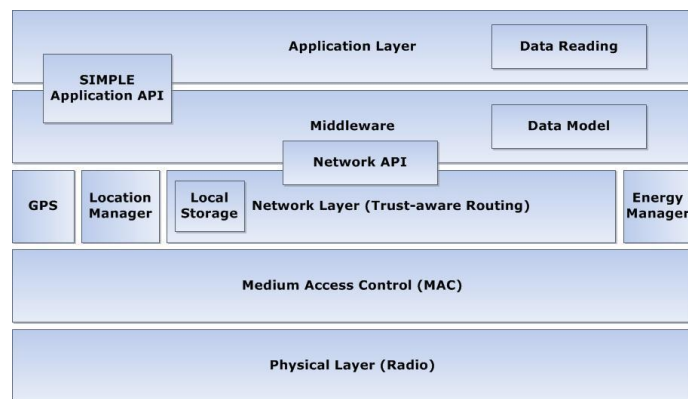 Application Layer
Data Reading
SIMPLE
Application API
Middleware
Data Model
Network API
GPS
Location
Manager
Local
Storage
Network Layer (Trust-aware Routing)
Energy
Manager
Medium Access Control (MAC)
Physical Layer (Radio)